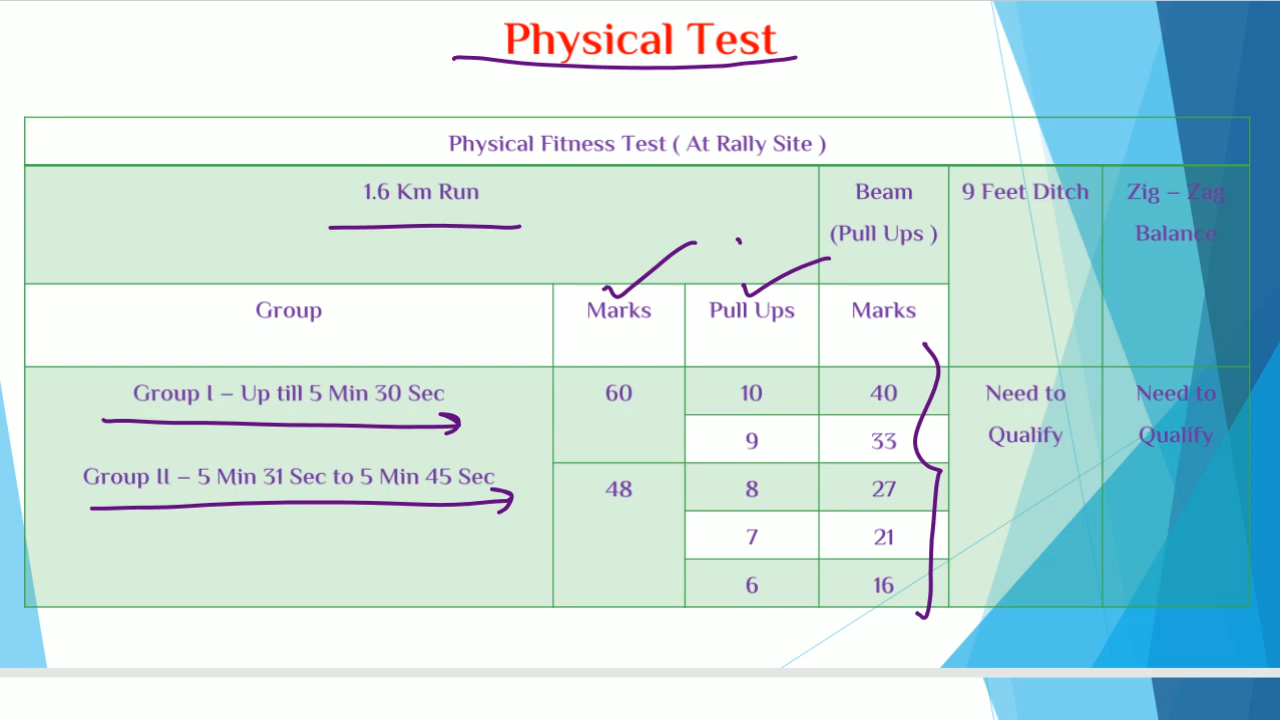 Physical Test
Physical Fitness Test ( At Rally Site )
1.6 Km Run
Beam
(Pull Ups )
9 Feet Ditch
Zig – Zag
Balance
Group
Marks
Pull Ups
Marks
Group I – Up till 5 Min 30 Sec
60
10
40
Need to
Qualify
Need to
Qualify
9
33
Group II – 5 Min 31 Sec to 5 Min 45 Sec
48
8
27
7
21
6
16